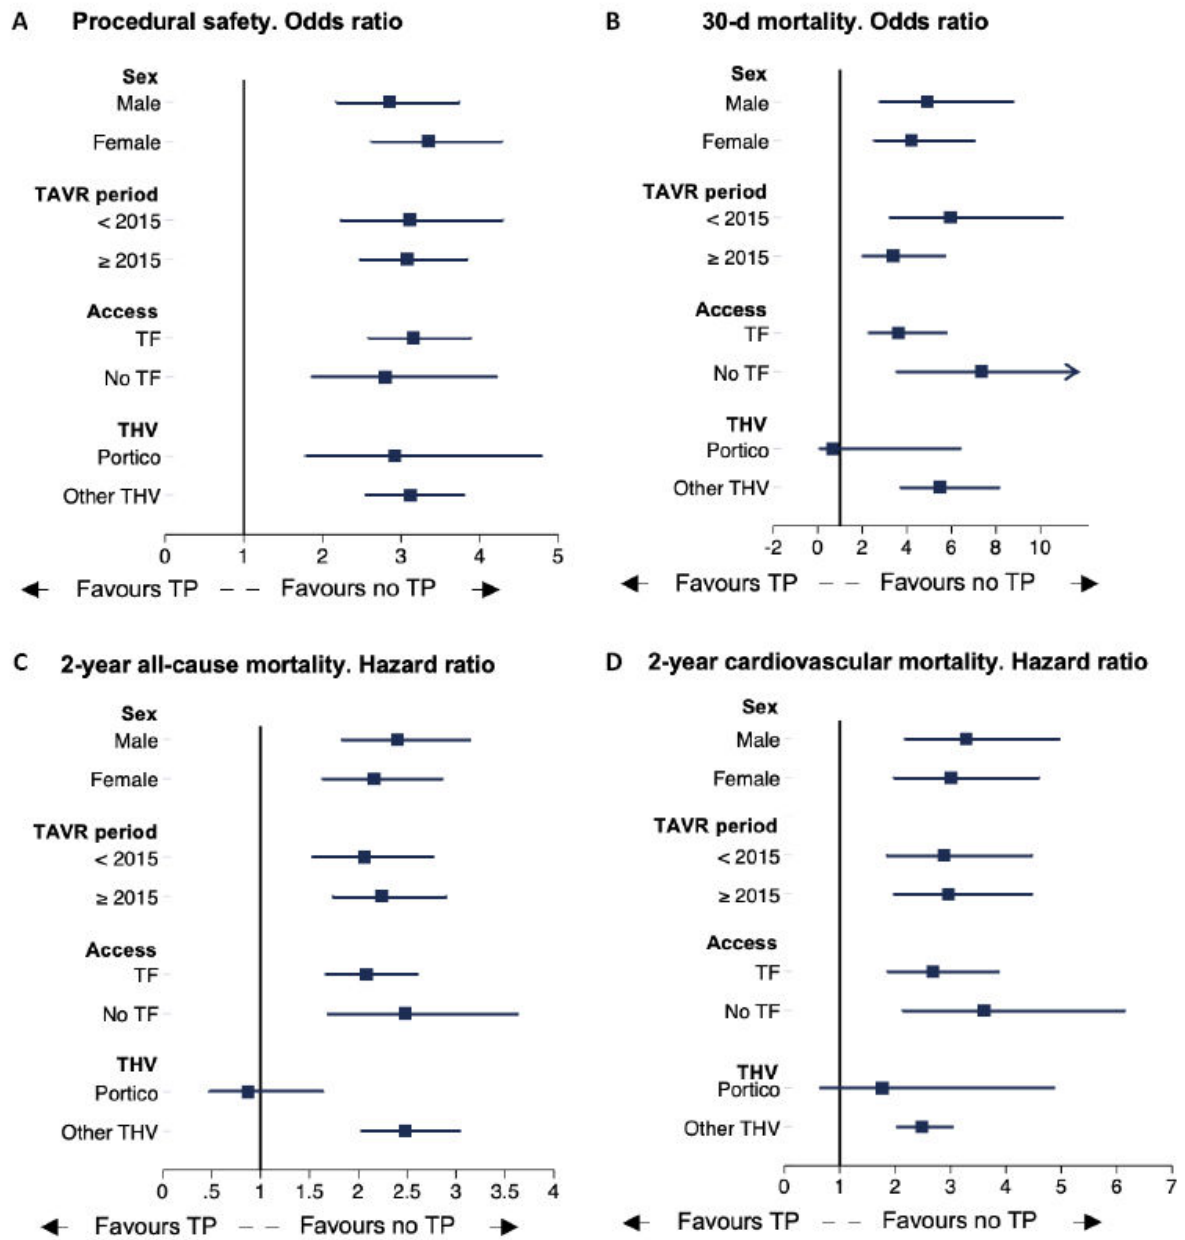 A Procedural safety. Odds ratio
Sex
Male
Female
TAVR period
< 2015
≥ 2015
Access
TF
No TF
THV
Portico
Other THV
0 1 2 3 4 5
Favours TP Favours no TP
B 30-d mortality. Odds ratio
Sex
Male
Female
TAVR period
< 2015
≥ 2015
Access
TF
No TF
THV
Portico
Other THV
-2 0 2 4 6 8 10
Favours TP Favours no TP
C 2-year all-cause mortality. Hazard ratio
Sex
Male
Female
TAVR period
< 2015
≥ 2015
Access
TF
No TF
THV
Portico
Other THV
0 .5 1 1.5 2 2.5 3 3.5 4
Favours TP Favours no TP
D 2-year cardiovascular mortality. Hazard ratio
Sex
Male
Female
TAVR period
< 2015
≥ 2015
Access
TF
No TF
THV
Portico
Other THV
0 1 2 3 4 5 6 7
Favours TP Favours no TP